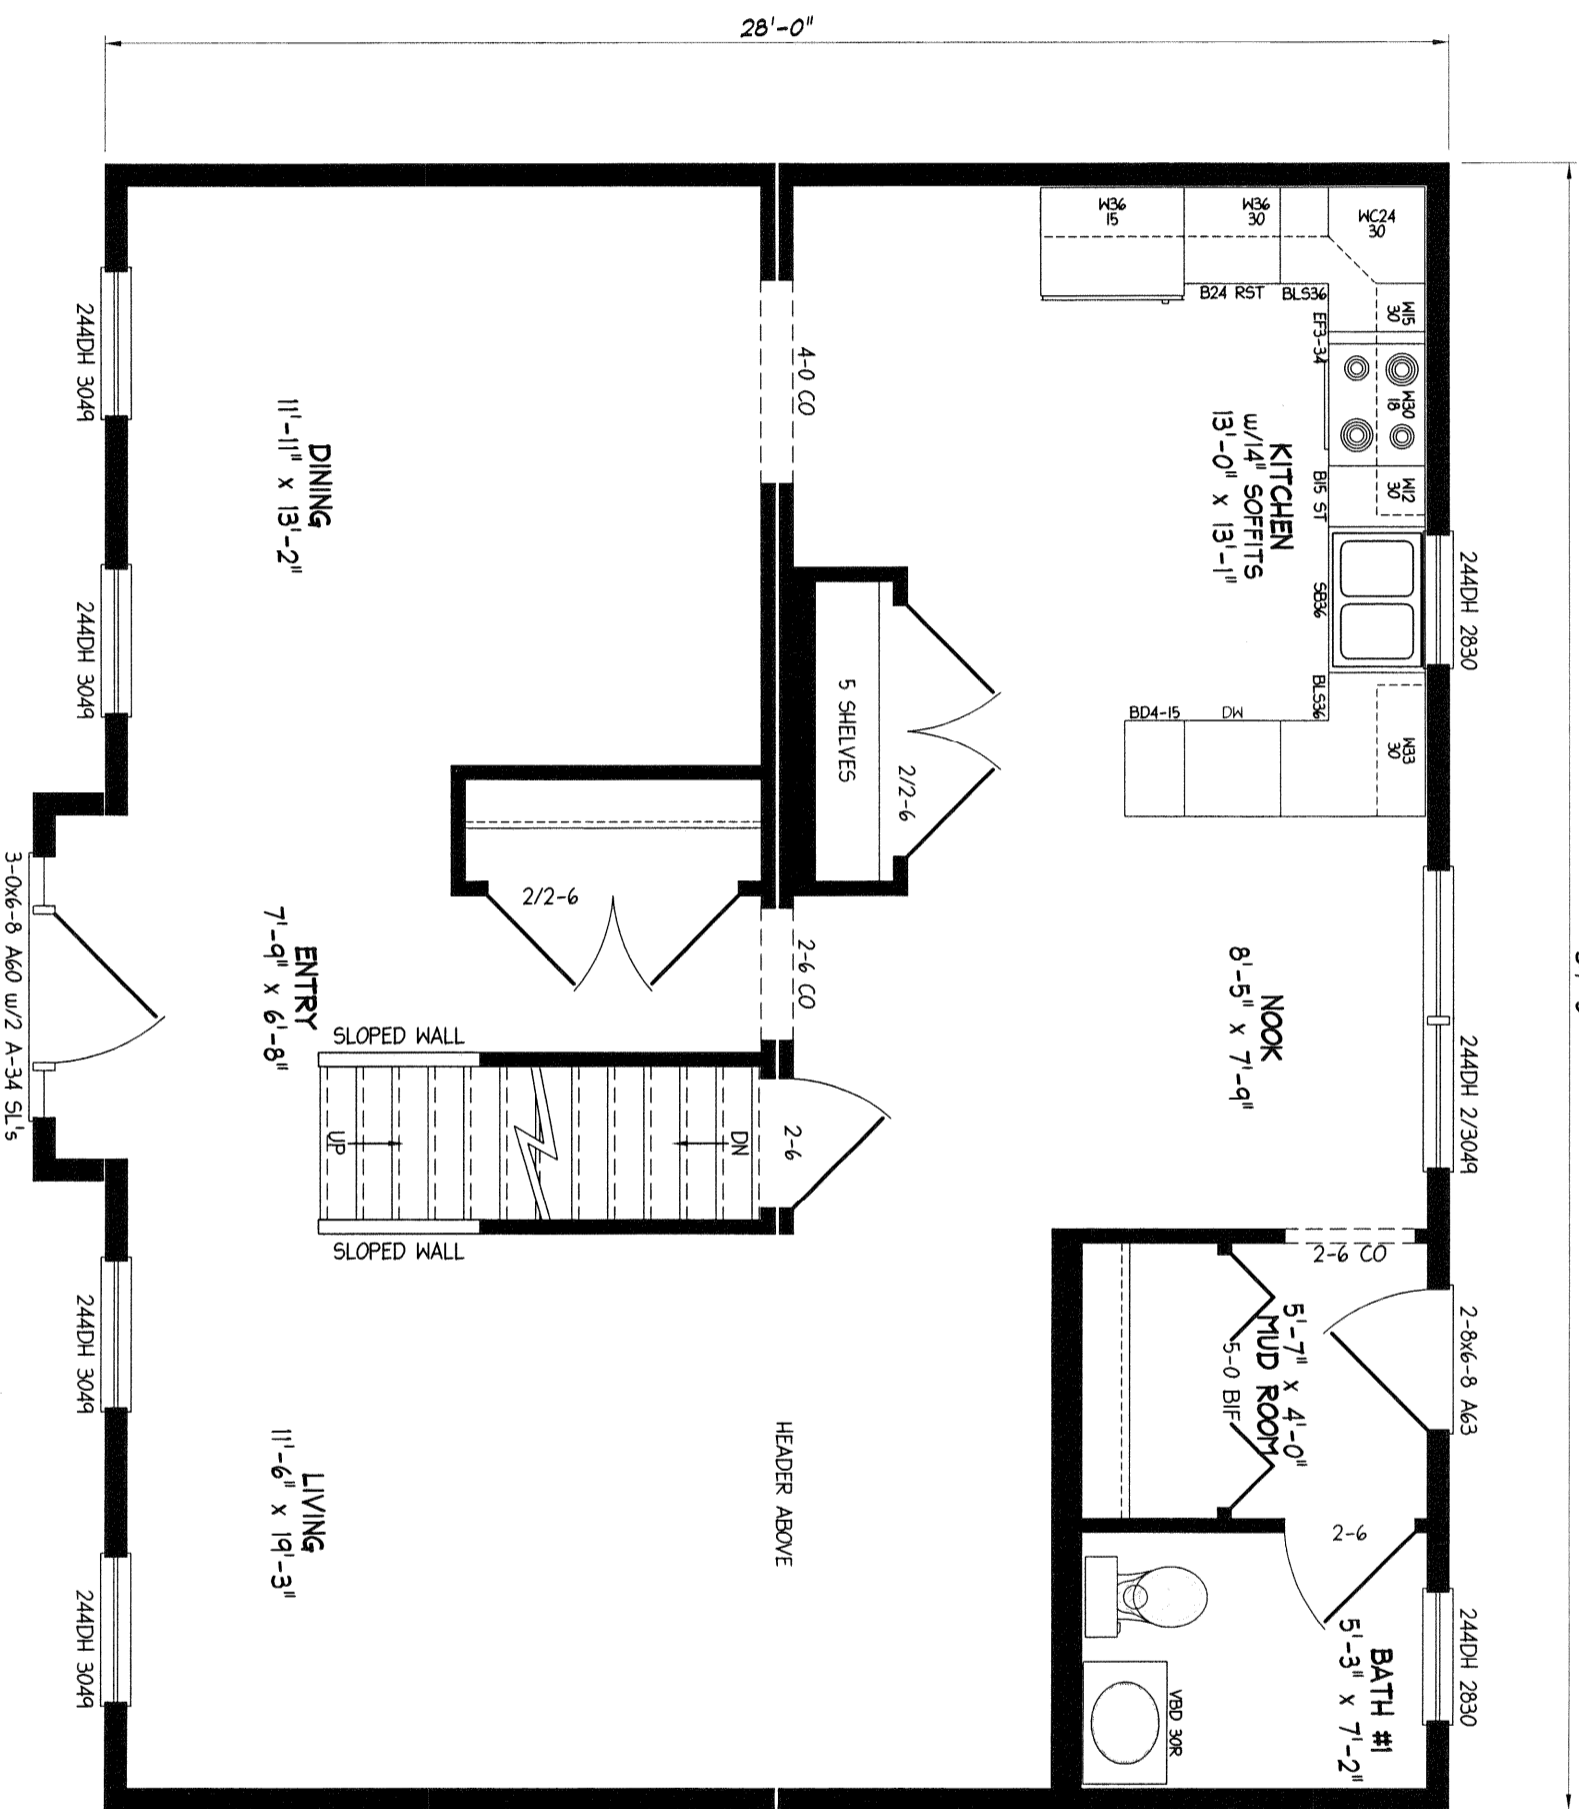 28'-0"
W36
15
W36
30
WC24
30
B24 RST
BLS36
W15
30
EF3-34
W30
18
B15 ST
W12
30
SB36
BLS36
W33
30
BD4-15
DW
KITCHEN
w/14" SOFFITS
13'-0" x 13'-1"
244DH 2830
4-0 CO
DINING
11'-11" x 13'-2"
244DH 3049
244DH 3049
5 SHELVES
2/2-6
2/2-6
2-6 CO
NOOK
8'-5" x 7'-9"
244DH 2/3049
ENTRY
7'-9" x 6'-8"
3-0x6-8 A60 w/2 A-34 SL's
SLOPED WALL
UP
DN
2-6
SLOPED WALL
2-6 CO
2-8x6-8 A63
5'-7" x 4'-0"
MUD ROOM
5-0 BIF
2-6
HEADER ABOVE
LIVING
11'-6" x 19'-3"
244DH 3049
244DH 3049
BATH #1
5'-3" x 7'-2"
VBD 30R
244DH 2830